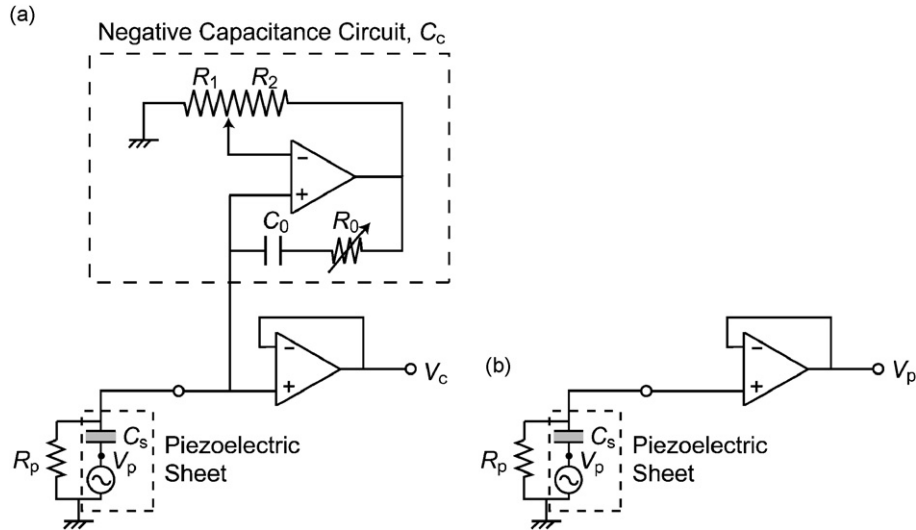 (a)
Negative Capacitance Circuit, Cc
R1 R2
−
+
C0 R0
−
+
Vc
Cs
Rp
Vp
Piezoelectric
Sheet
(b)
−
+
Vp
Cs
Rp
Vp
Piezoelectric
Sheet